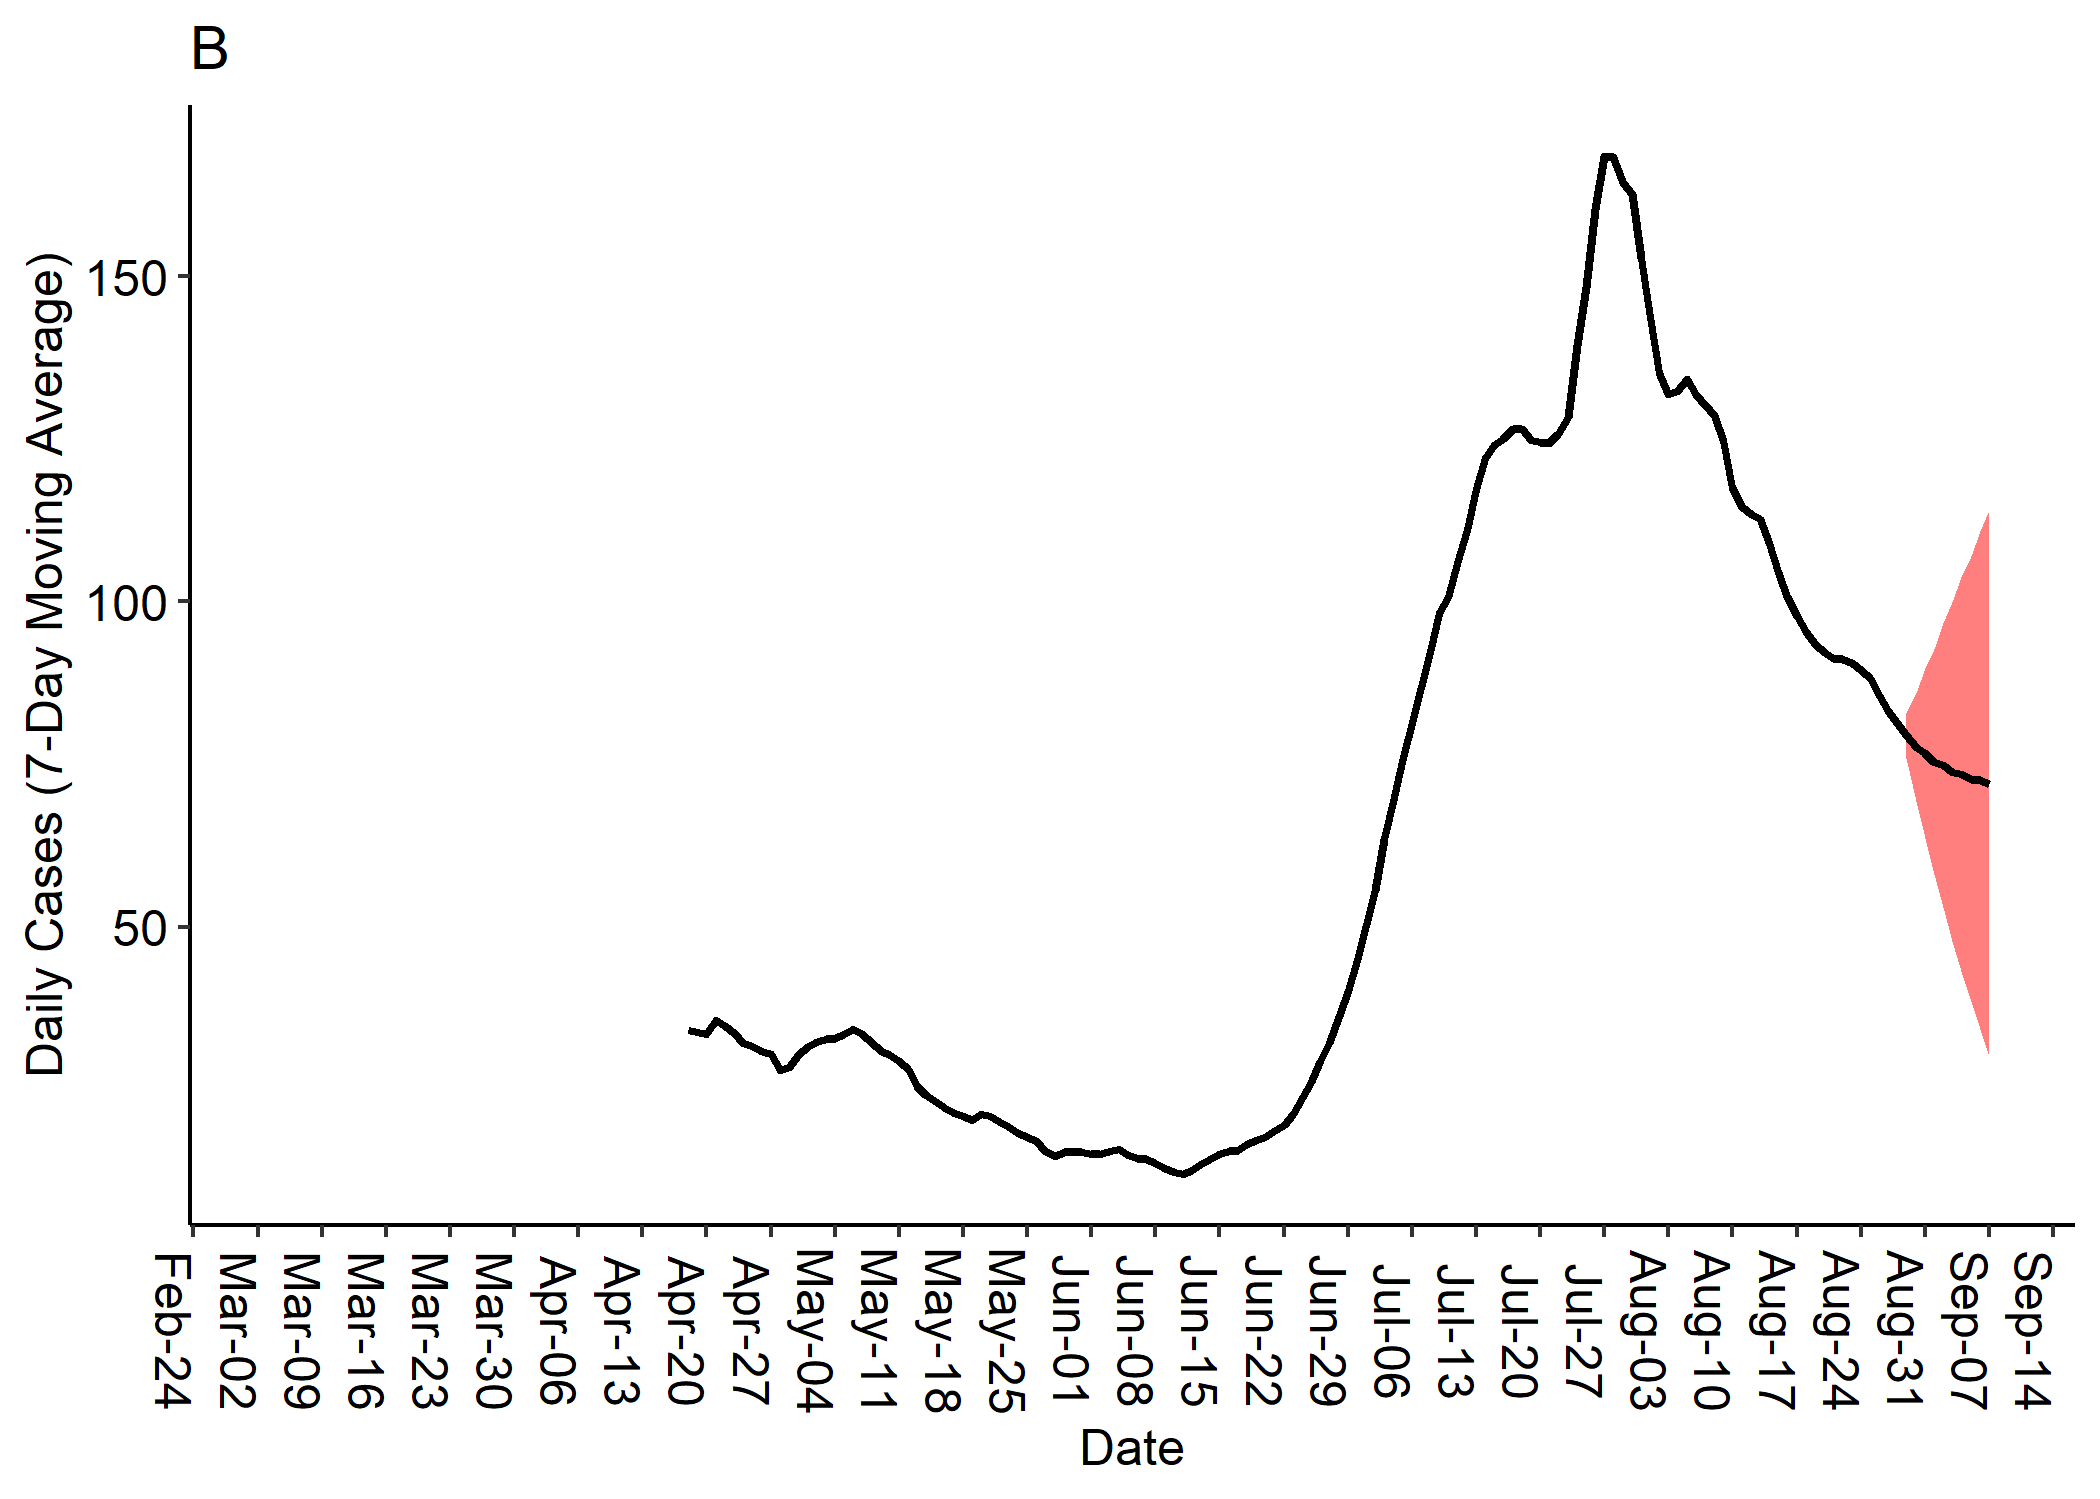 B
Daily Cases (7-Day Moving Average)
150
100
50
Feb-24
Mar-02
Mar-09
Mar-16
Mar-23
Mar-30
Apr-06
Apr-13
Apr-20
Apr-27
May-04
May-11
May-18
May-25
Jun-01
Jun-08
Jun-15
Jun-22
Jun-29
Jul-06
Jul-13
Jul-20
Jul-27
Aug-03
Aug-10
Aug-17
Aug-24
Aug-31
Sep-07
Sep-14
Date